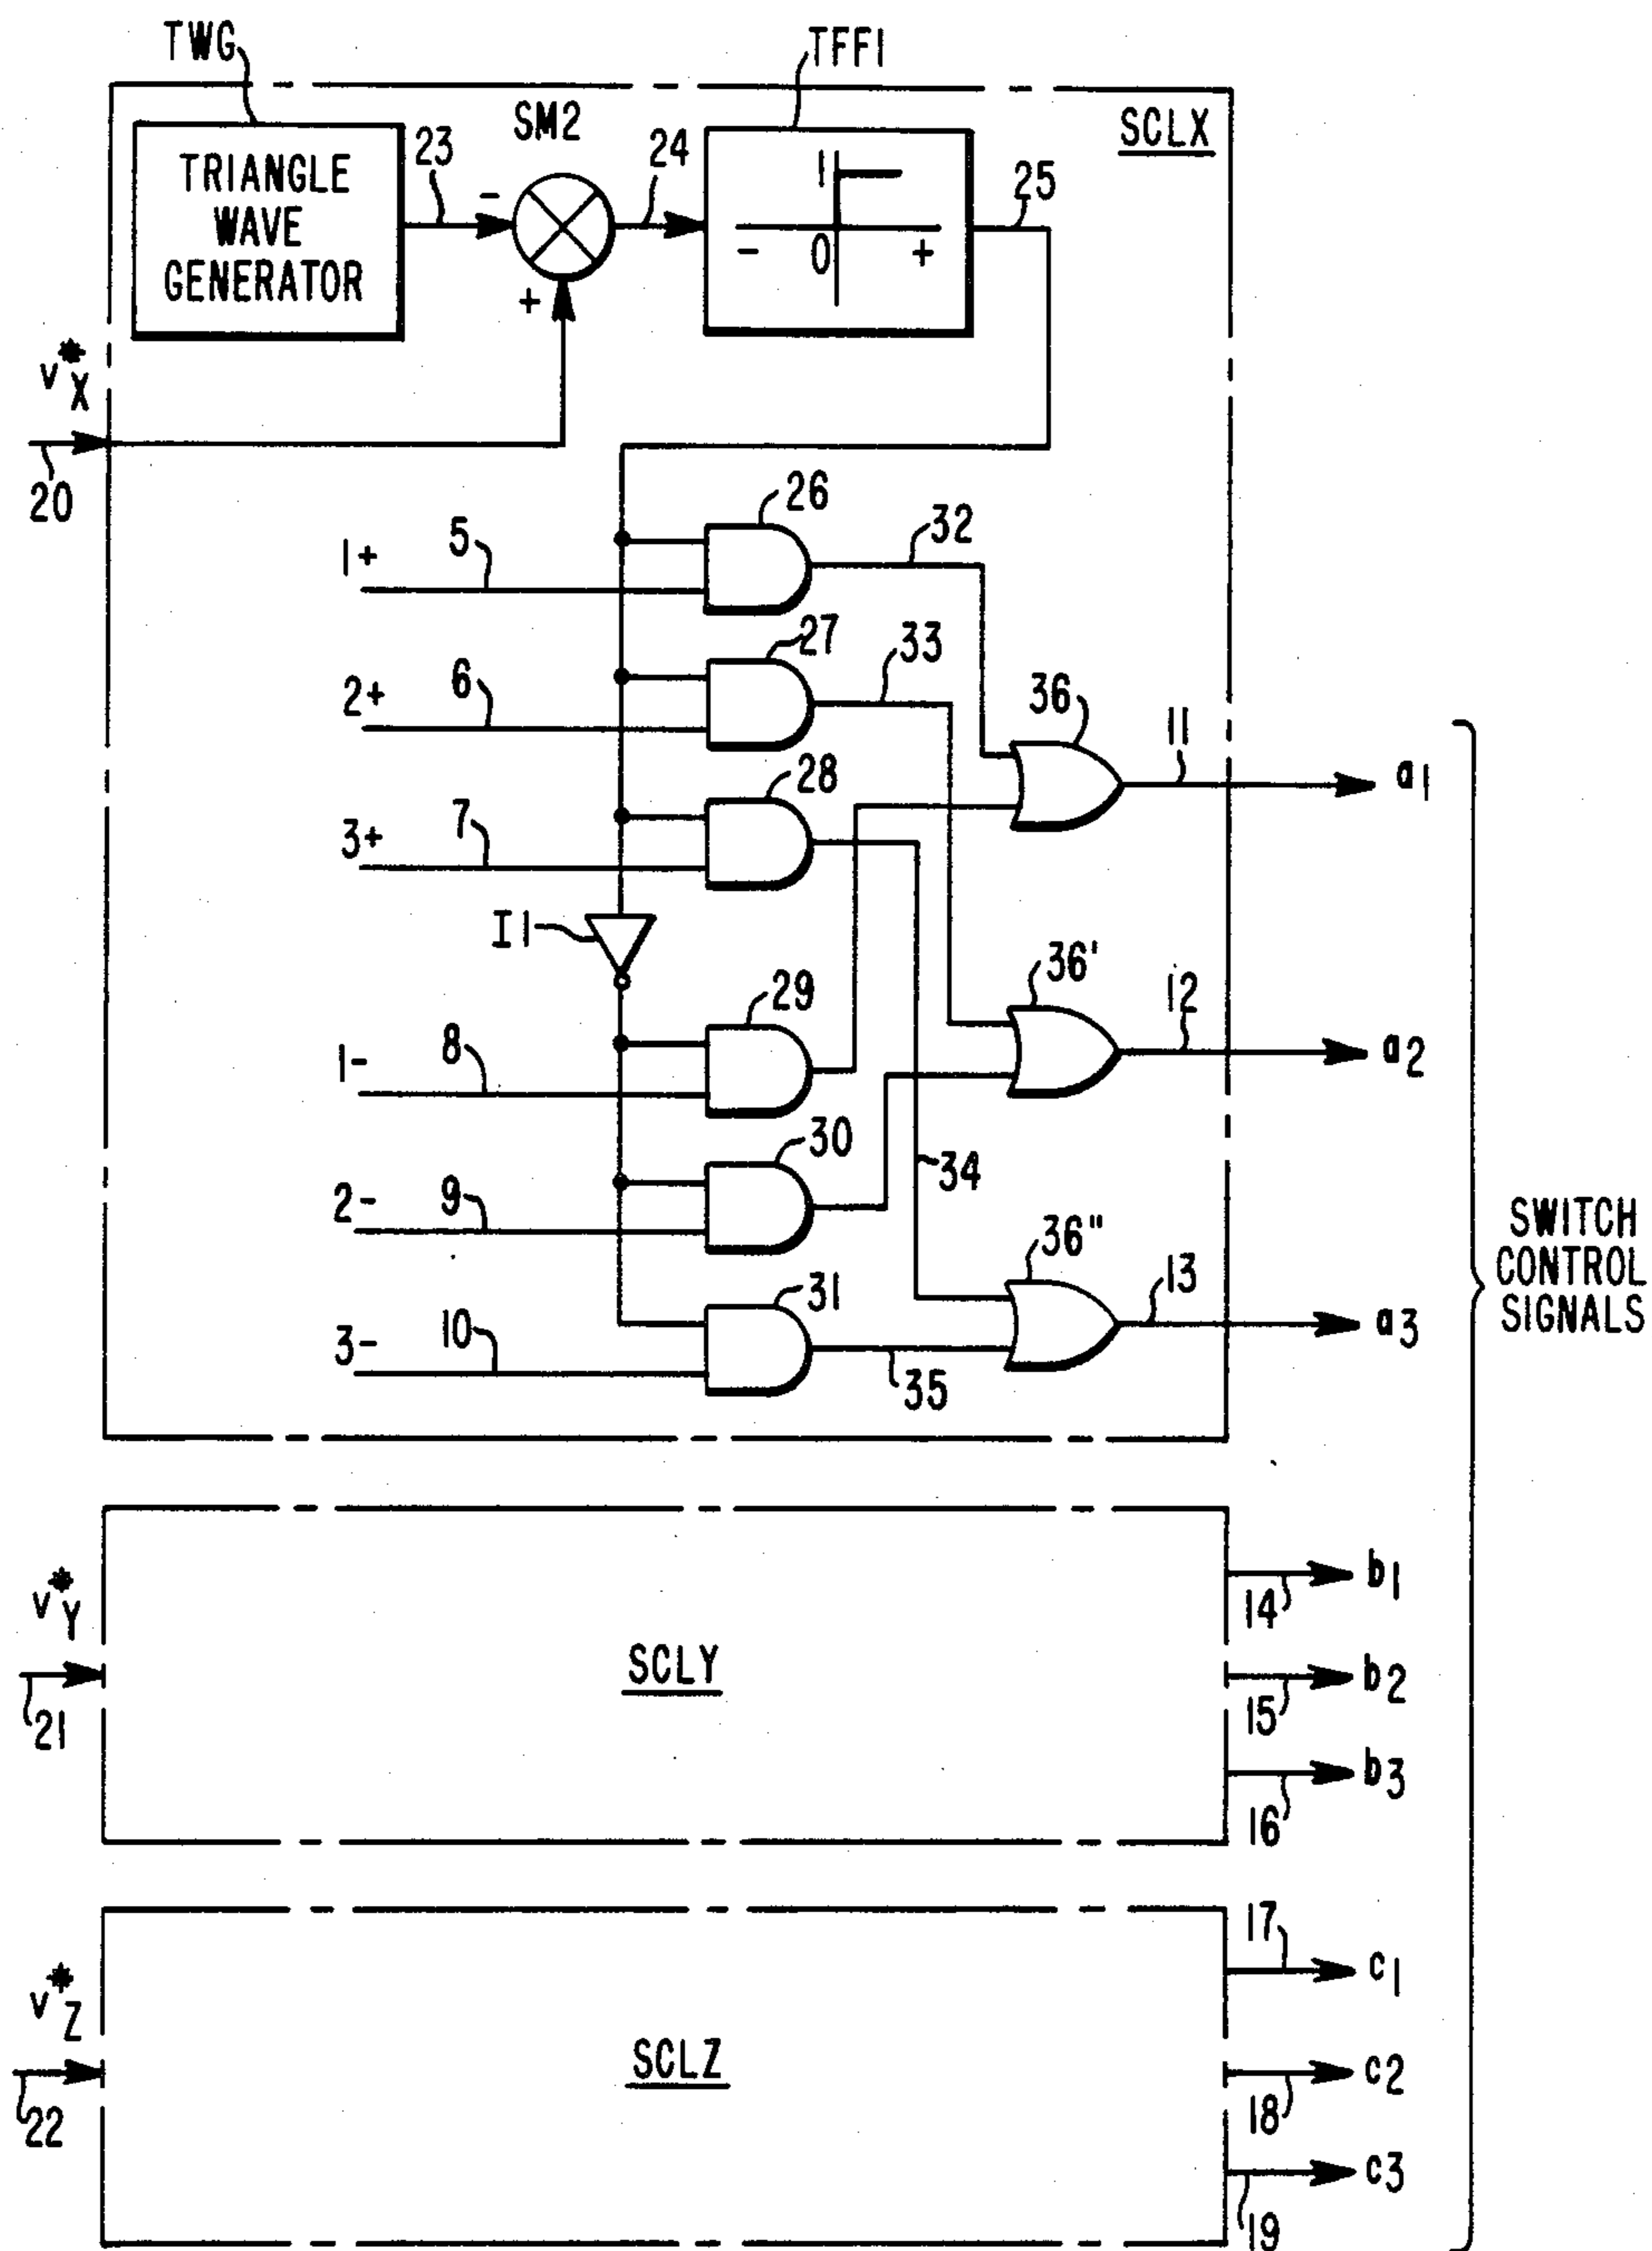 TWG
TFF1
SM2
SCLX
TRIANGLE
WAVE
GENERATOR
23
-
+
24
1
- 0 +
25
v*X
20
1+ 5 26 32
2+ 6 27 33
3+ 7 28 36 11 a1
I1
36' 12 a2
1- 8 29
2- 9 30 34
3- 10 31 35 36" 13 a3
SWITCH
CONTROL
SIGNALS
v*Y
21
SCLY
14 b1
15 b2
16 b3
v*Z
22
SCLZ
17 c1
18 c2
19 c3